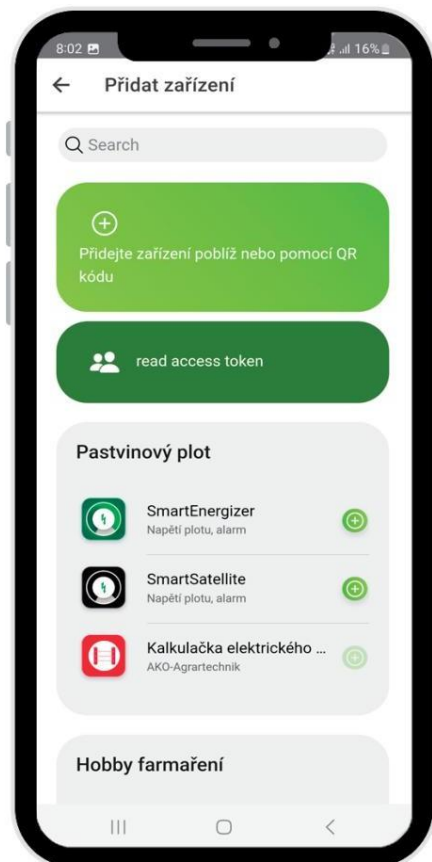 8:02
16%
Přidat zařízení
Search
Přidejte zařízení poblíž nebo pomocí QR
kódu
read access token
Pastvinový plot
SmartEnergizer
Napětí plotu, alarm
SmartSatellite
Napětí plotu, alarm
Kalkulačka elektrického ...
AKO-Agrartechnik
Hobby farmaření